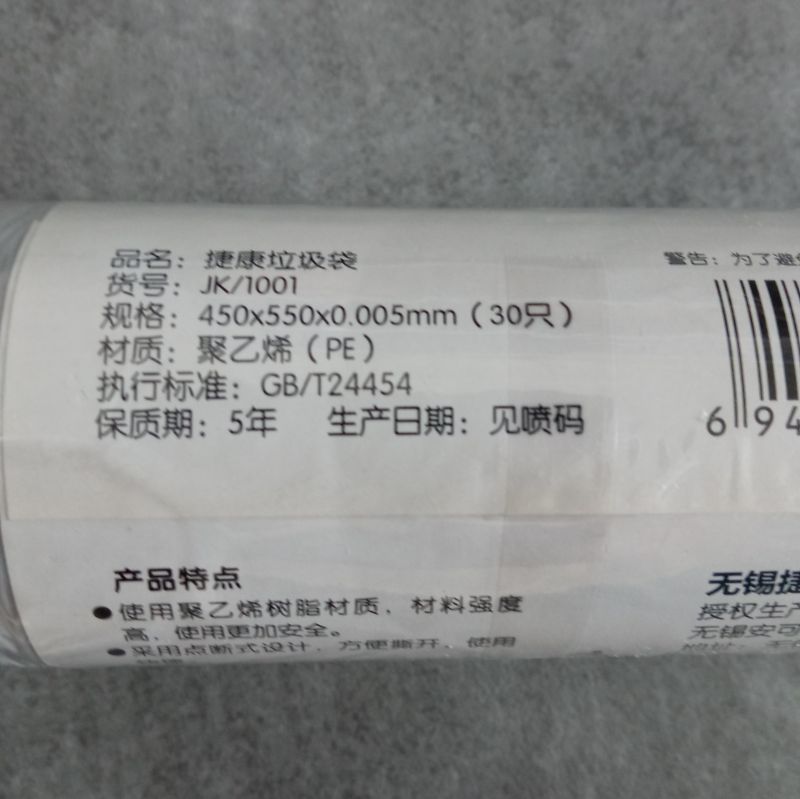 品名：捷康垃圾袋
货号：JK/1001
规格：450x550x0.005mm（30只）
材质：聚乙烯（PE）
执行标准：GB/T24454
保质期：5年 生产日期：见喷码
警告：为了避免
6 94
产品特点
●使用聚乙烯树脂材质，材料强度
高，使用更加安全。
●采用点断式设计，方便撕开，使用
无锡捷
授权生产
无锡安可
地址：无